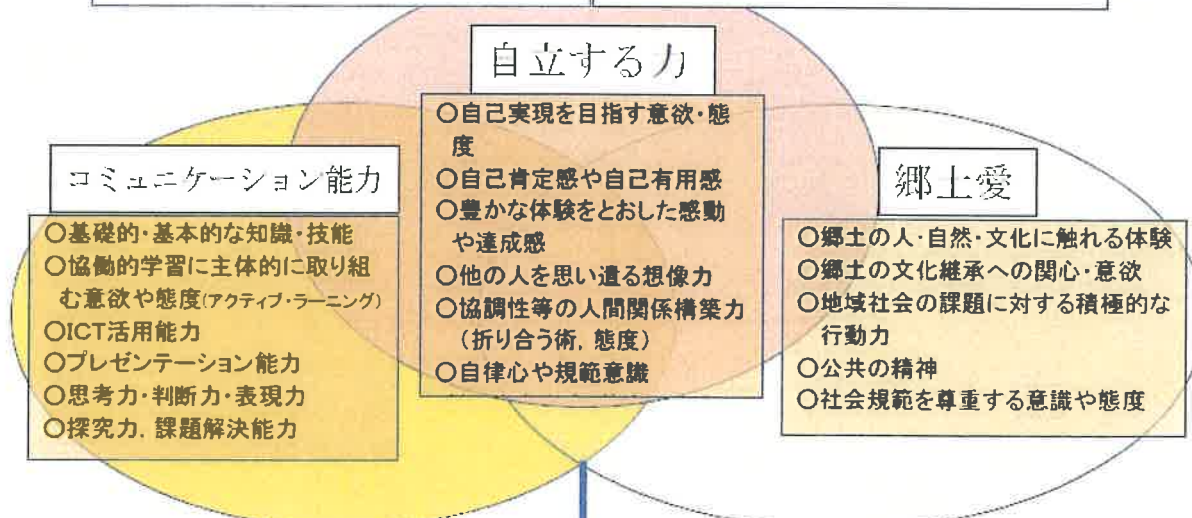 自立する力
○自己実現を目指す意欲・態
度
○自己肯定感や自己有用感
○豊かな体験をとおした感動
や達成感
○他の人を思い遣る想像力
○協調性等の人間関係構築力
（折り合う術，態度）
○自律心や規範意識
コミュニケーション能力
○基礎的・基本的な知識・技能
○協働的学習に主体的に取り組
む意欲や態度(アクティブ・ラーニング)
○ICT活用能力
○プレゼンテーション能力
○思考力・判断力・表現力
○探究力，課題解決能力
郷土愛
○郷土の人・自然・文化に触れる体験
○郷土の文化継承への関心・意欲
○地域社会の課題に対する積極的な
行動力
○公共の精神
○社会規範を尊重する意識や態度